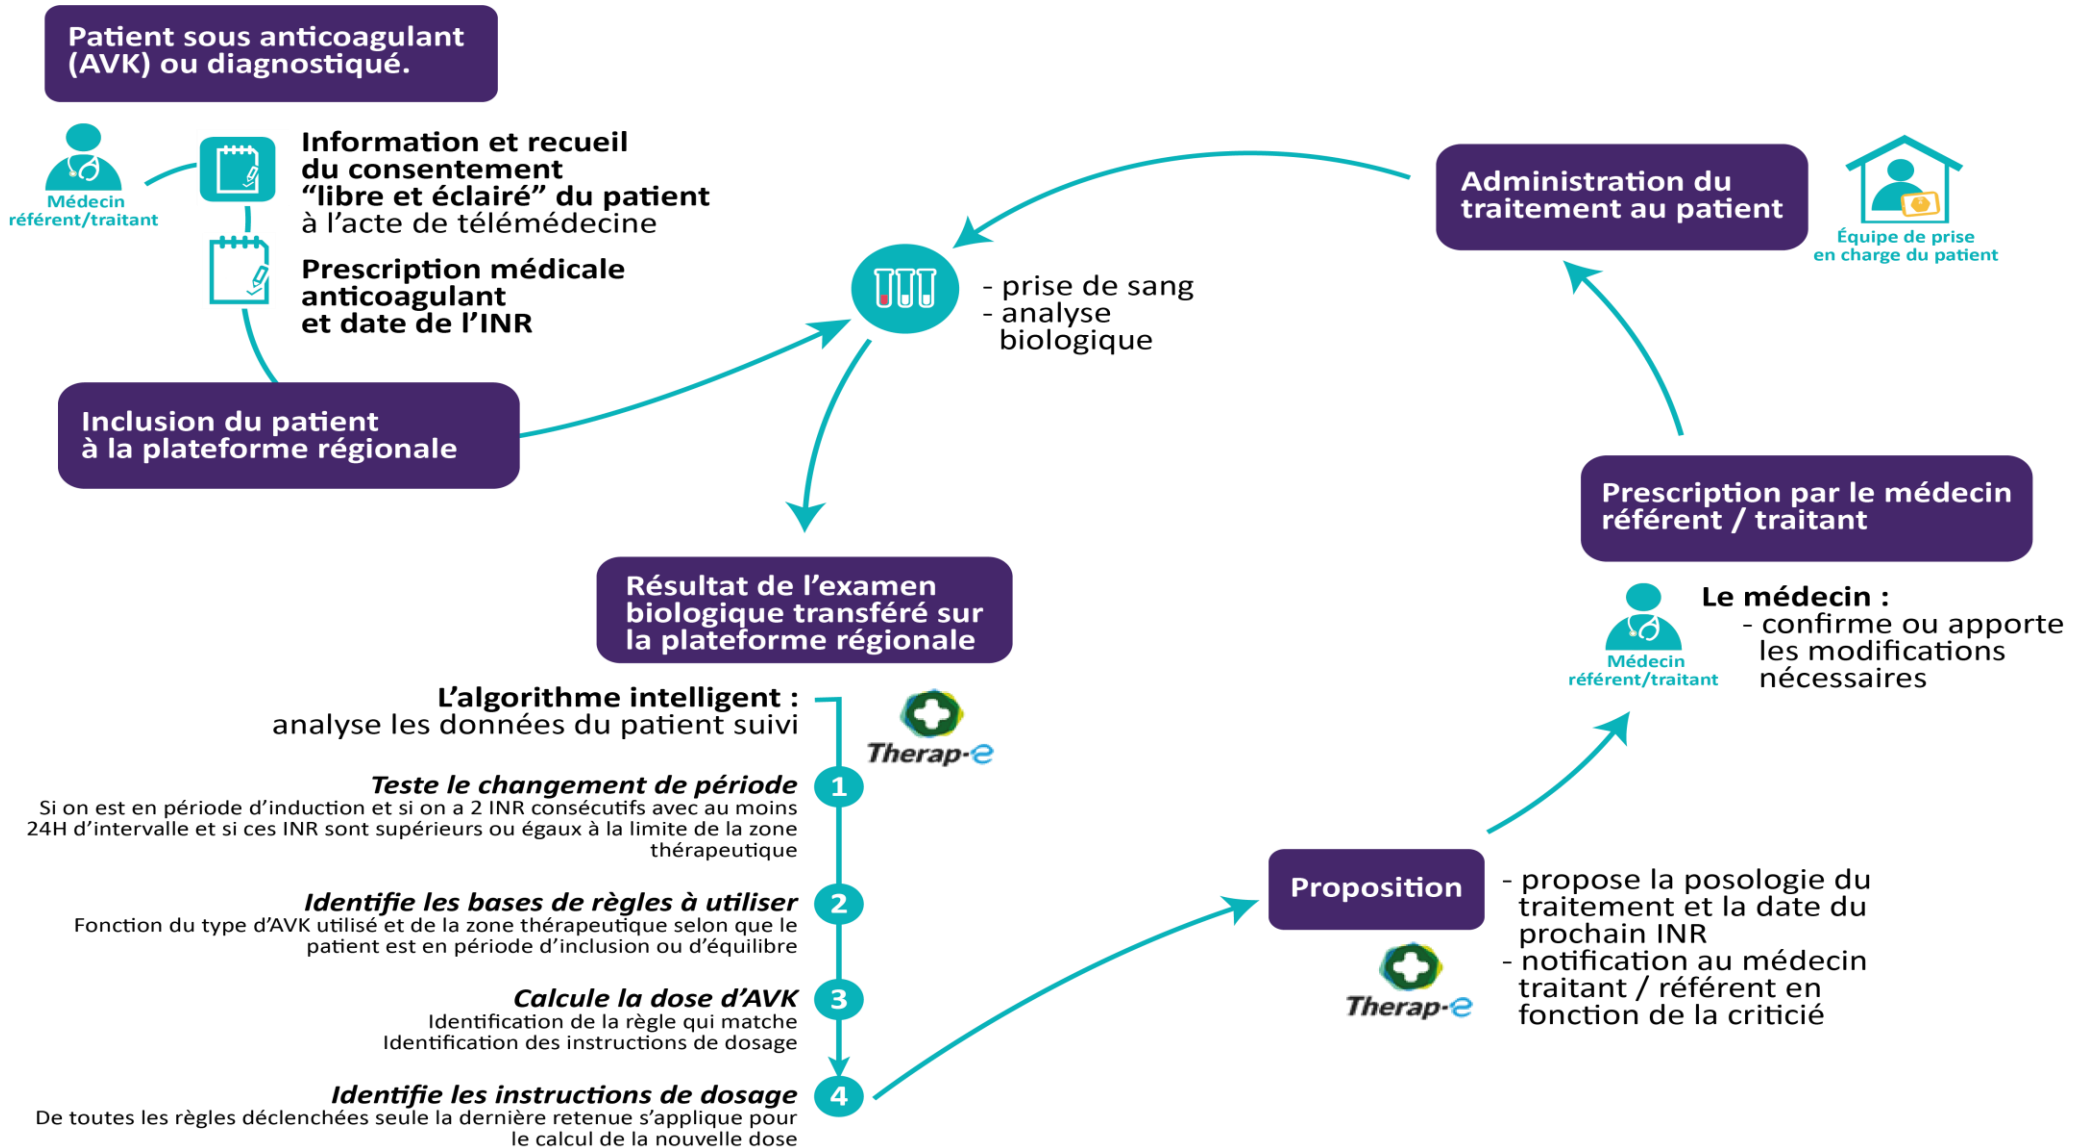 Patient sous anticoagulant
(AVK) ou diagnostiqué.
Médecin
référent/traitant
Information et recueil
du consentement
“libre et éclairé” du patient
à l’acte de télémédecine
Prescription médicale
anticoagulant
et date de l’INR
Inclusion du patient
à la plateforme régionale
- prise de sang
- analyse
biologique
Résultat de l’examen
biologique transféré sur
la plateforme régionale
L’algorithme intelligent :
analyse les données du patient suivi
Therap-e
Teste le changement de période
1
Si on est en période d’induction et si on a 2 INR consécutifs avec au moins
24H d’intervalle et si ces INR sont supérieurs ou égaux à la limite de la zone
thérapeutique
Identifie les bases de règles à utiliser
2
Fonction du type d’AVK utilisé et de la zone thérapeutique selon que le
patient est en période d’inclusion ou d’équilibre
Calcule la dose d’AVK
3
Identification de la règle qui matche
Identification des instructions de dosage
Identifie les instructions de dosage
4
De toutes les règles déclenchées seule la dernière retenue s’applique pour
le calcul de la nouvelle dose
Proposition
Therap-e
- propose la posologie du
traitement et la date du
prochain INR
- notification au médecin
traitant / référent en
fonction de la criticié
Prescription par le médecin
référent / traitant
Médecin
référent/traitant
Le médecin :
- confirme ou apporte
les modifications
nécessaires
Administration du
traitement au patient
Équipe de prise
en charge du patient